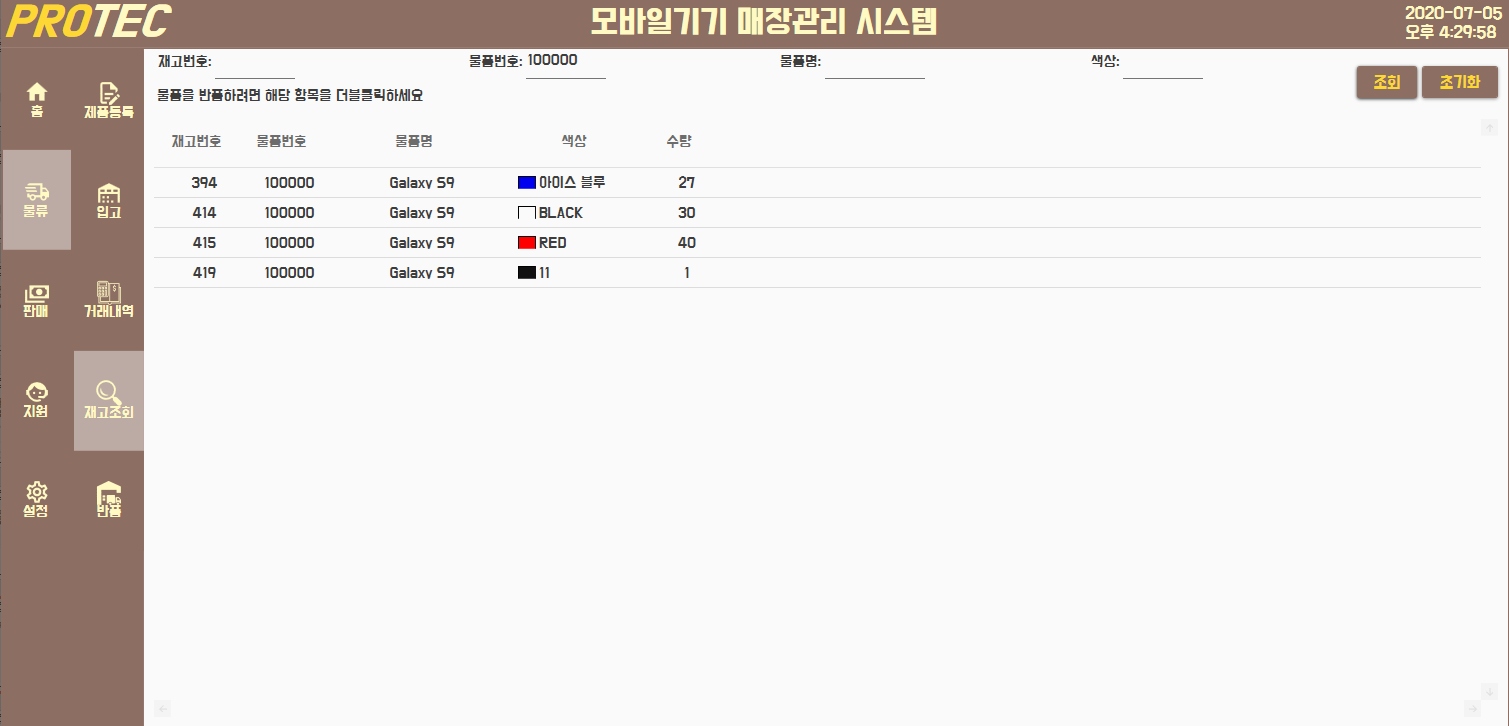 PROTEC
모바일기기 매장관리 시스템
2020-07-05
오후 4:29:58
홈
제품등록
물류
입고
판매
거래내역
지원
재고조회
설정
반품
재고번호:
물품번호: 100000
물품명:
색상:
조회
초기화
물품을 반품하려면 해당 항목을 더블클릭하세요
재고번호 물품번호 물품명 색상 수량
394 100000 Galaxy S9 아이스 블루 27
414 100000 Galaxy S9 BLACK 30
415 100000 Galaxy S9 RED 40
419 100000 Galaxy S9 11 1